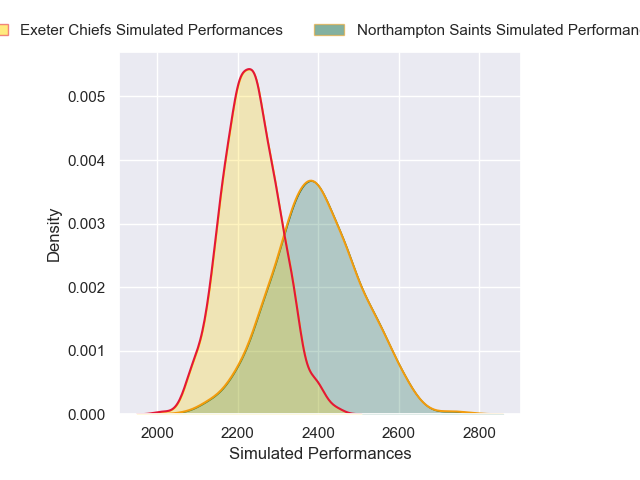 Exeter Chiefs Simulated Performances
Northampton Saints Simulated
0.005
0.004
0.003
0.002
0.001
0.000
Density
2000 2200 2400 2600 2800
Simulated Performances